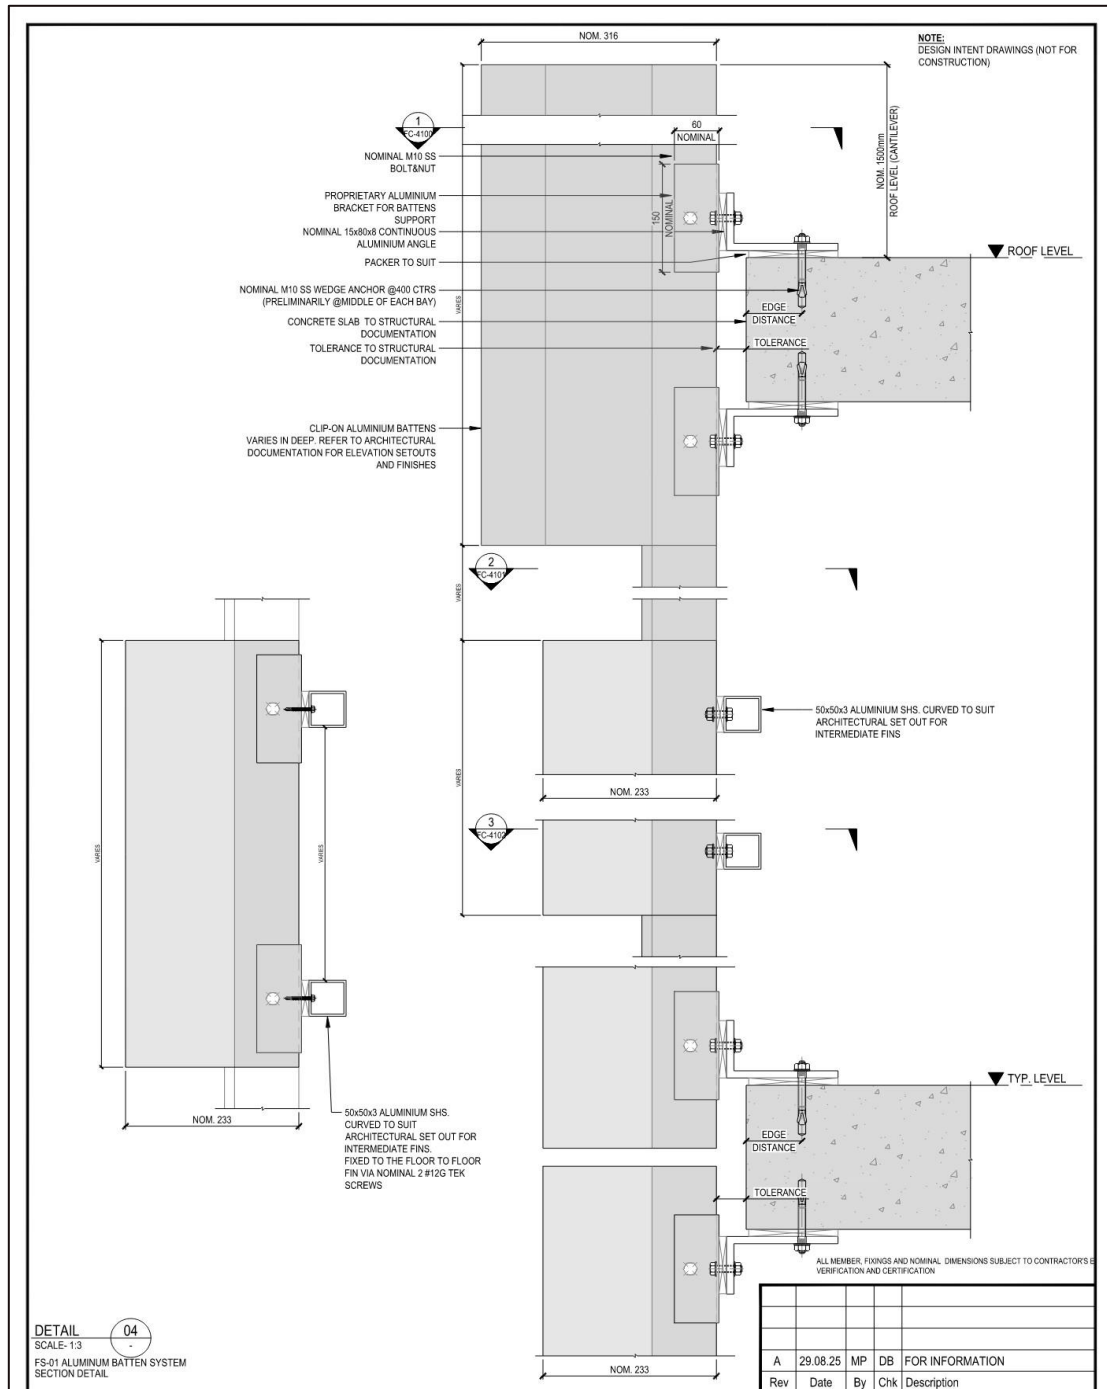 NOM. 316
NOTE:
DESIGN INTENT DRAWINGS (NOT FOR
CONSTRUCTION)
1
FC-4100
60
NOMINAL
NOMINAL M10 SS
BOLT&NUT
NOM. 1500mm
ROOF LEVEL (CANTILEVER)
PROPRIETARY ALUMINIUM
BRACKET FOR BATTENS
SUPPORT
150
NOMINAL
NOMINAL 15x80x8 CONTINUOUS
ALUMINIUM ANGLE
ROOF LEVEL
PACKER TO SUIT
NOMINAL M10 SS WEDGE ANCHOR @400 CTRS
(PRELIMINARILY @MIDDLE OF EACH BAY)
VARIES
EDGE
DISTANCE
CONCRETE SLAB TO STRUCTURAL
DOCUMENTATION
TOLERANCE
TOLERANCE TO STRUCTURAL
DOCUMENTATION
CLIP-ON ALUMINIUM BATTENS
VARIES IN DEEP. REFER TO ARCHITECTURAL
DOCUMENTATION FOR ELEVATION SETOUTS
AND FINISHES
2
FC-4101
VARIES
50x50x3 ALUMINIUM SHS. CURVED TO SUIT
ARCHITECTURAL SET OUT FOR
INTERMEDIATE FINS
VARIES
NOM. 233
3
FC-4102
VARIES
VARIES
NOM. 233
50x50x3 ALUMINIUM SHS.
CURVED TO SUIT
ARCHITECTURAL SET OUT FOR
INTERMEDIATE FINS.
FIXED TO THE FLOOR TO FLOOR
FIN VIA NOMINAL 2 #12G TEK
SCREWS
TYP. LEVEL
EDGE
DISTANCE
TOLERANCE
ALL MEMBER, FIXINGS AND NOMINAL DIMENSIONS SUBJECT TO CONTRACTOR'S E
VERIFICATION AND CERTIFICATION
NOM. 233
DETAIL 04
SCALE- 1:3 -
FS-01 ALUMINUM BATTEN SYSTEM
SECTION DETAIL
A 29.08.25 MP DB FOR INFORMATION
Rev Date By Chk Description